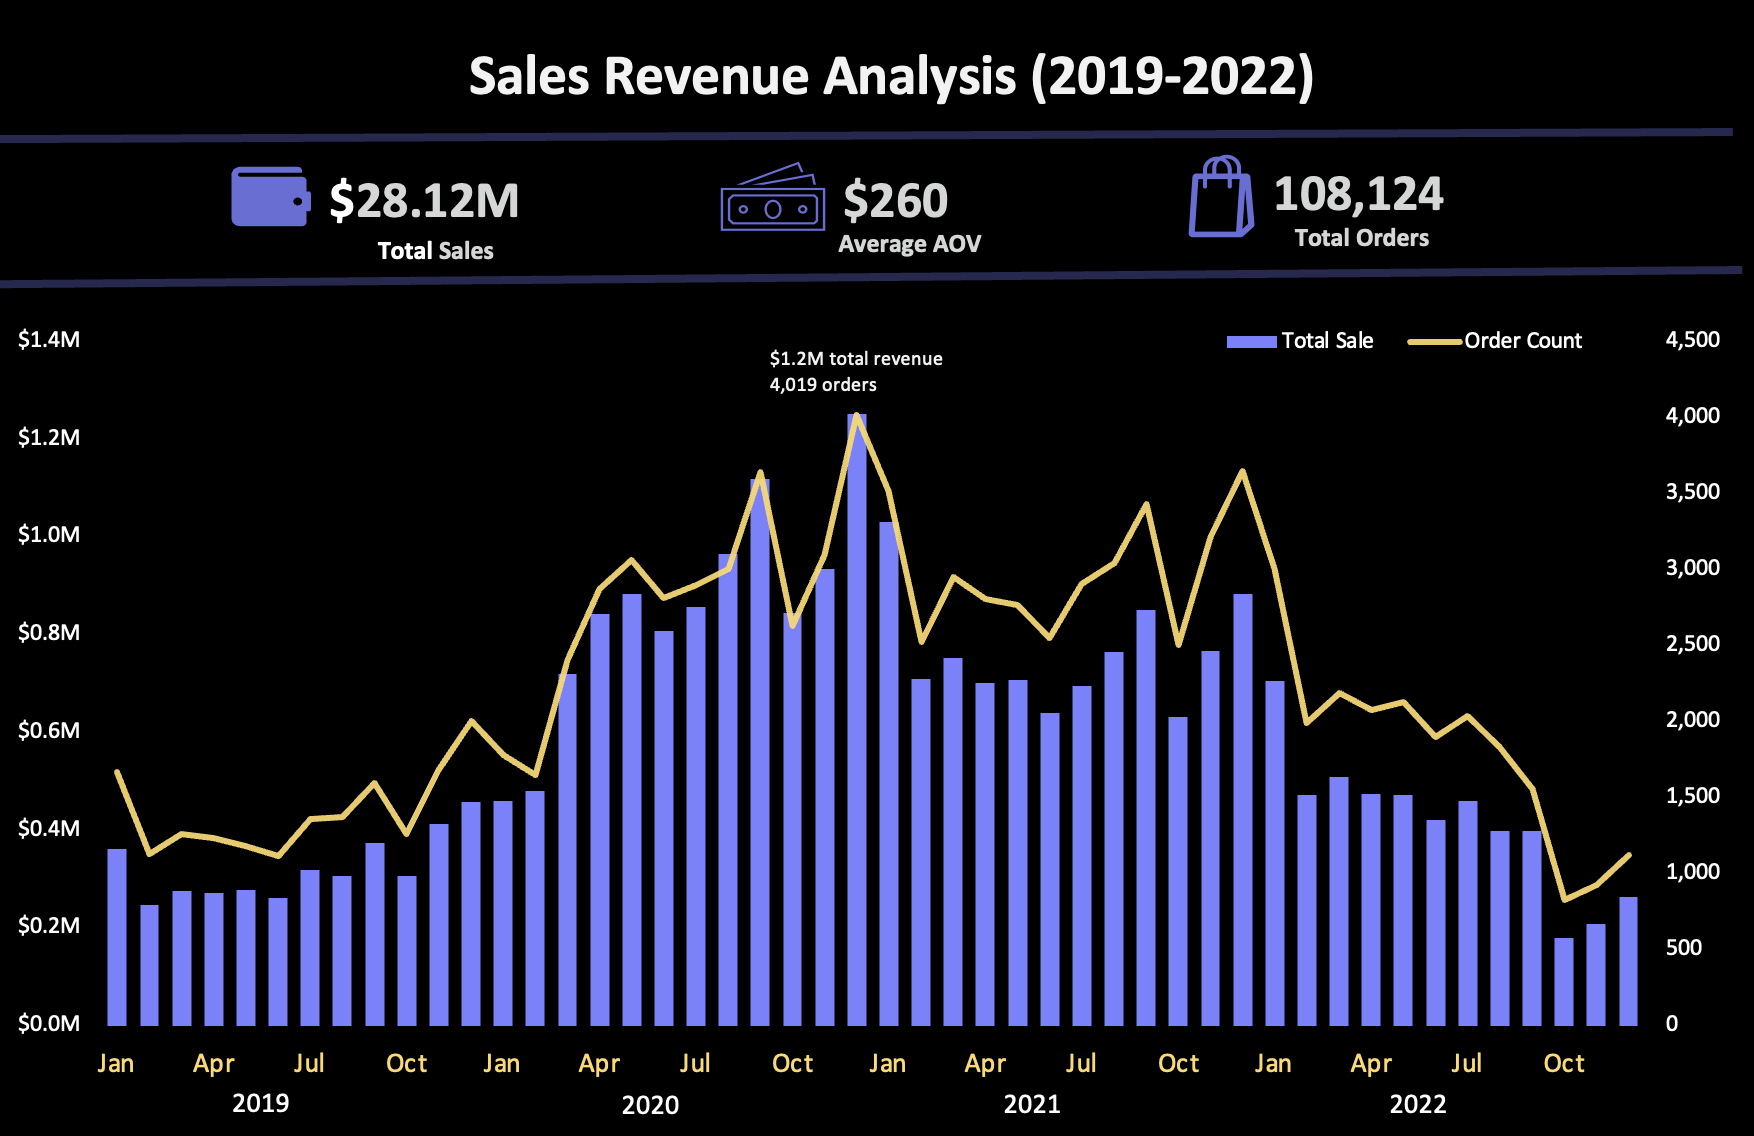 Sales Revenue Analysis (2019-2022)
$28.12M
Total Sales
$260
Average AOV
108,124
Total Orders
Total Sale
Order Count
$1.2M total revenue
4,019 orders
$1.4M
$1.2M
$1.0M
$0.8M
$0.6M
$0.4M
$0.2M
$0.0M
4,500
4,000
3,500
3,000
2,500
2,000
1,500
1,000
500
0
Jan Apr Jul Oct Jan Apr Jul Oct Jan Apr Jul Oct Jan Apr Jul Oct
2019 2020 2021 2022